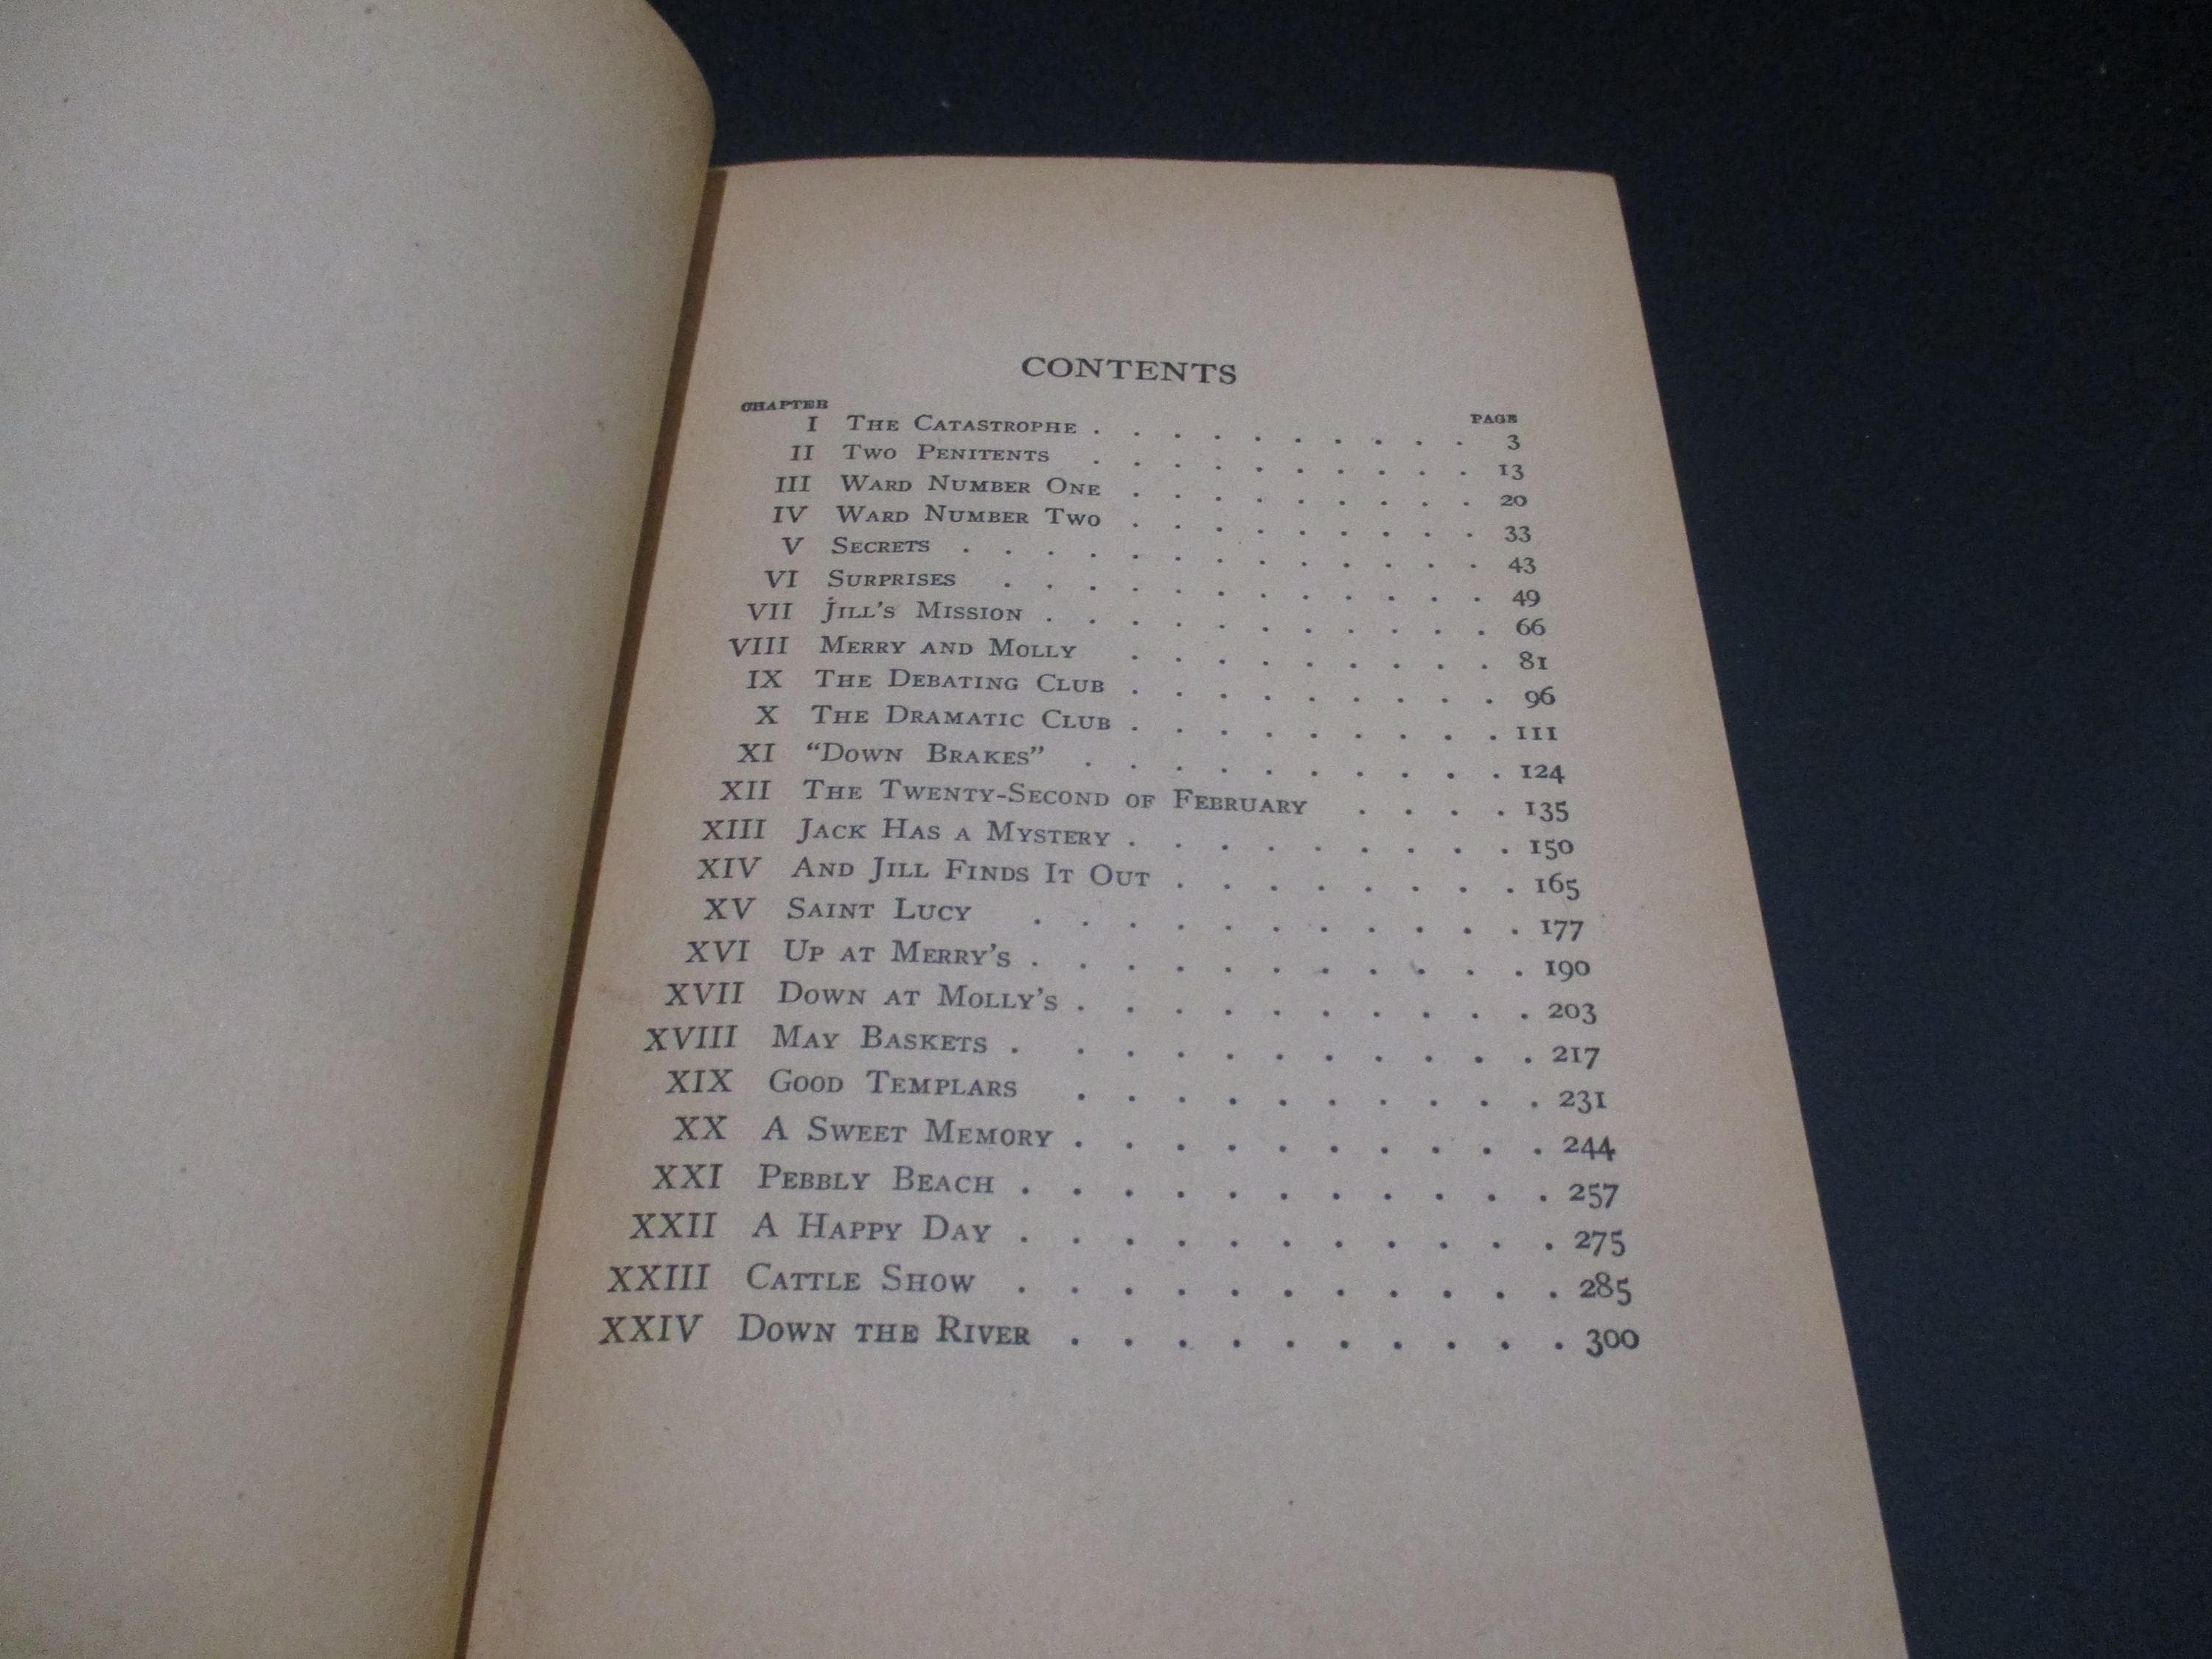 CONTENTS
CHAPTER PAGE
I THE CATASTROPHE . . . . . . . . . . 3
II TWO PENITENTS . . . . . . . . . . 13
III WARD NUMBER ONE . . . . . . . . . 20
IV WARD NUMBER TWO . . . . . . . . . 33
V SECRETS . . . . . . . . . . . . . 43
VI SURPRISES . . . . . . . . . . . . 49
VII JILL'S MISSION . . . . . . . . . . . 66
VIII MERRY AND MOLLY . . . . . . . . . 81
IX THE DEBATING CLUB . . . . . . . . . 96
X THE DRAMATIC CLUB . . . . . . . . . 111
XI "DOWN BRAKES" . . . . . . . . . . 124
XII THE TWENTY-SECOND OF FEBRUARY . . . . 135
XIII JACK HAS A MYSTERY . . . . . . . . . 150
XIV AND JILL FINDS IT OUT . . . . . . . . 165
XV SAINT LUCY . . . . . . . . . . . 177
XVI UP AT MERRY'S . . . . . . . . . . . 190
XVII DOWN AT MOLLY'S . . . . . . . . . . 203
XVIII MAY BASKETS . . . . . . . . . . . 217
XIX GOOD TEMPLARS . . . . . . . . . . 231
XX A SWEET MEMORY . . . . . . . . . . 244
XXI PEBBLY BEACH . . . . . . . . . . . 257
XXII A HAPPY DAY . . . . . . . . . . . 275
XXIII CATTLE SHOW . . . . . . . . . . . 285
XXIV DOWN THE RIVER . . . . . . . . . . 300